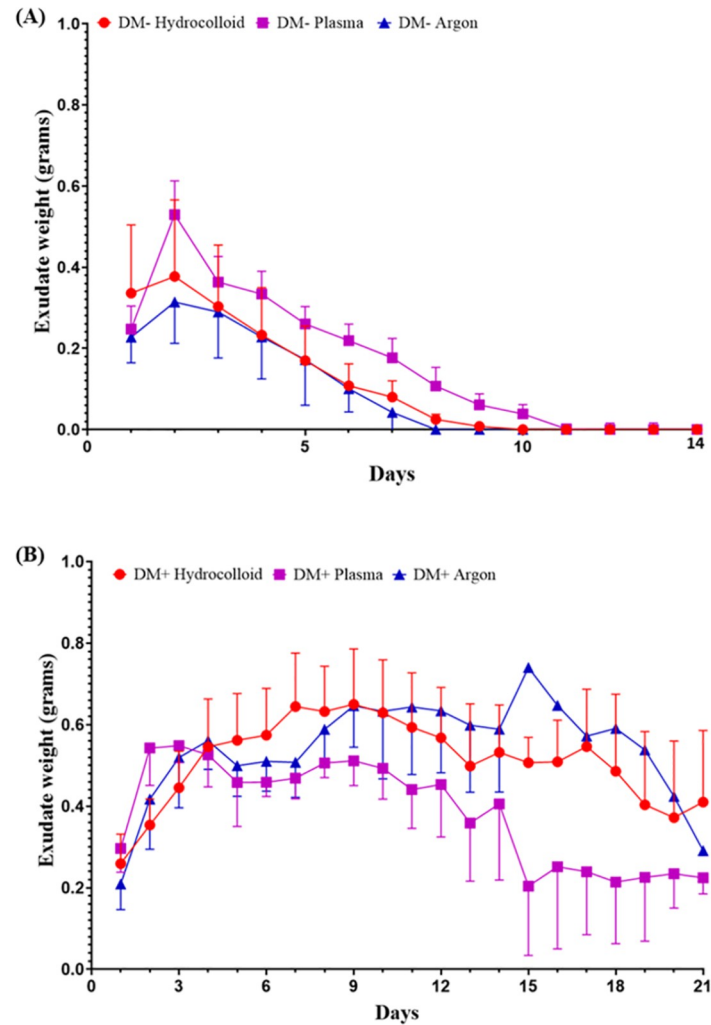 (A)
DM- Hydrocolloid DM- Plasma DM- Argon
1.0
0.8
0.6
0.4
0.2
0.0
Exudate weight (grams)
0 5 10 14
Days
(B)
DM+ Hydrocolloid DM+ Plasma DM+ Argon
1.0
0.8
0.6
0.4
0.2
0.0
Exudate weight (grams)
0 3 6 9 12 15 18 21
Days